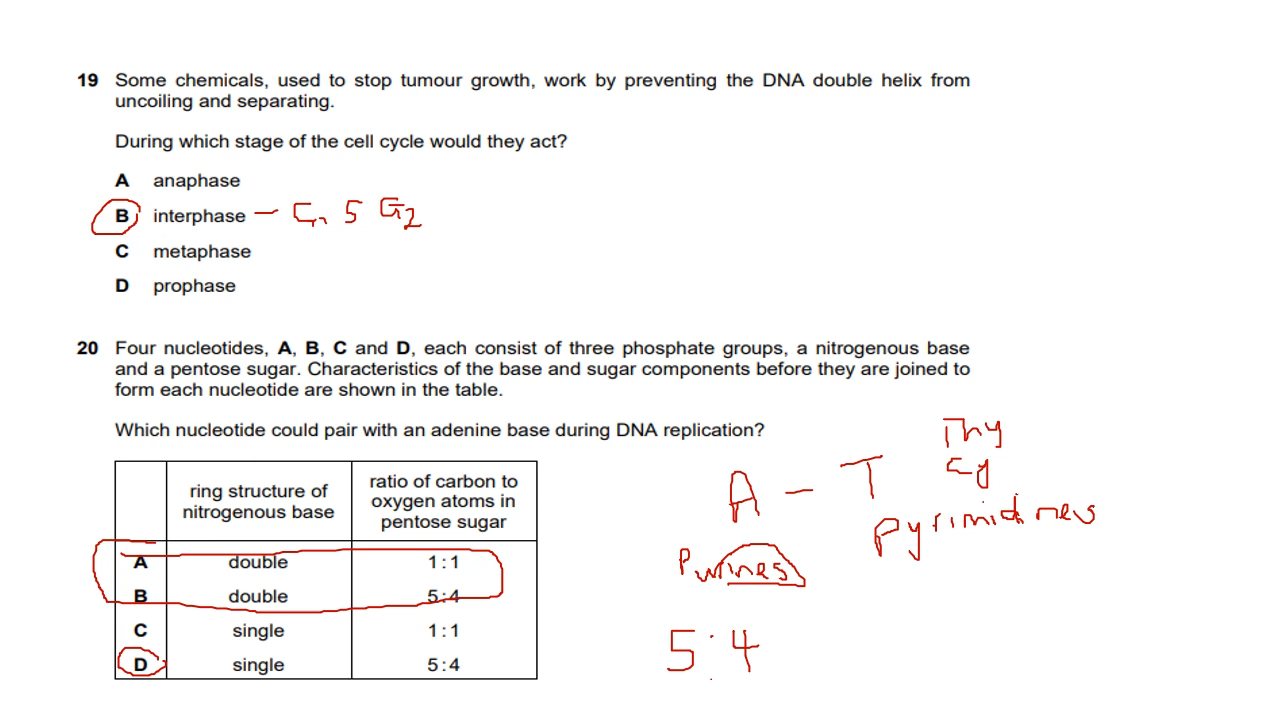 19 Some chemicals, used to stop tumour growth, work by preventing the DNA double helix from
uncoiling and separating.
During which stage of the cell cycle would they act?
A anaphase
B interphase – G1 S G2
C metaphase
D prophase
20 Four nucleotides, A, B, C and D, each consist of three phosphate groups, a nitrogenous base
and a pentose sugar. Characteristics of the base and sugar components before they are joined to
form each nucleotide are shown in the table.
Which nucleotide could pair with an adenine base during DNA replication?
ring structure of
nitrogenous base
ratio of carbon to
oxygen atoms in
pentose sugar
A double 1:1
B double 5:4
C single 1:1
D single 5:4
Thy
Cy
A – T
Pyrimidines
Purines
5:4